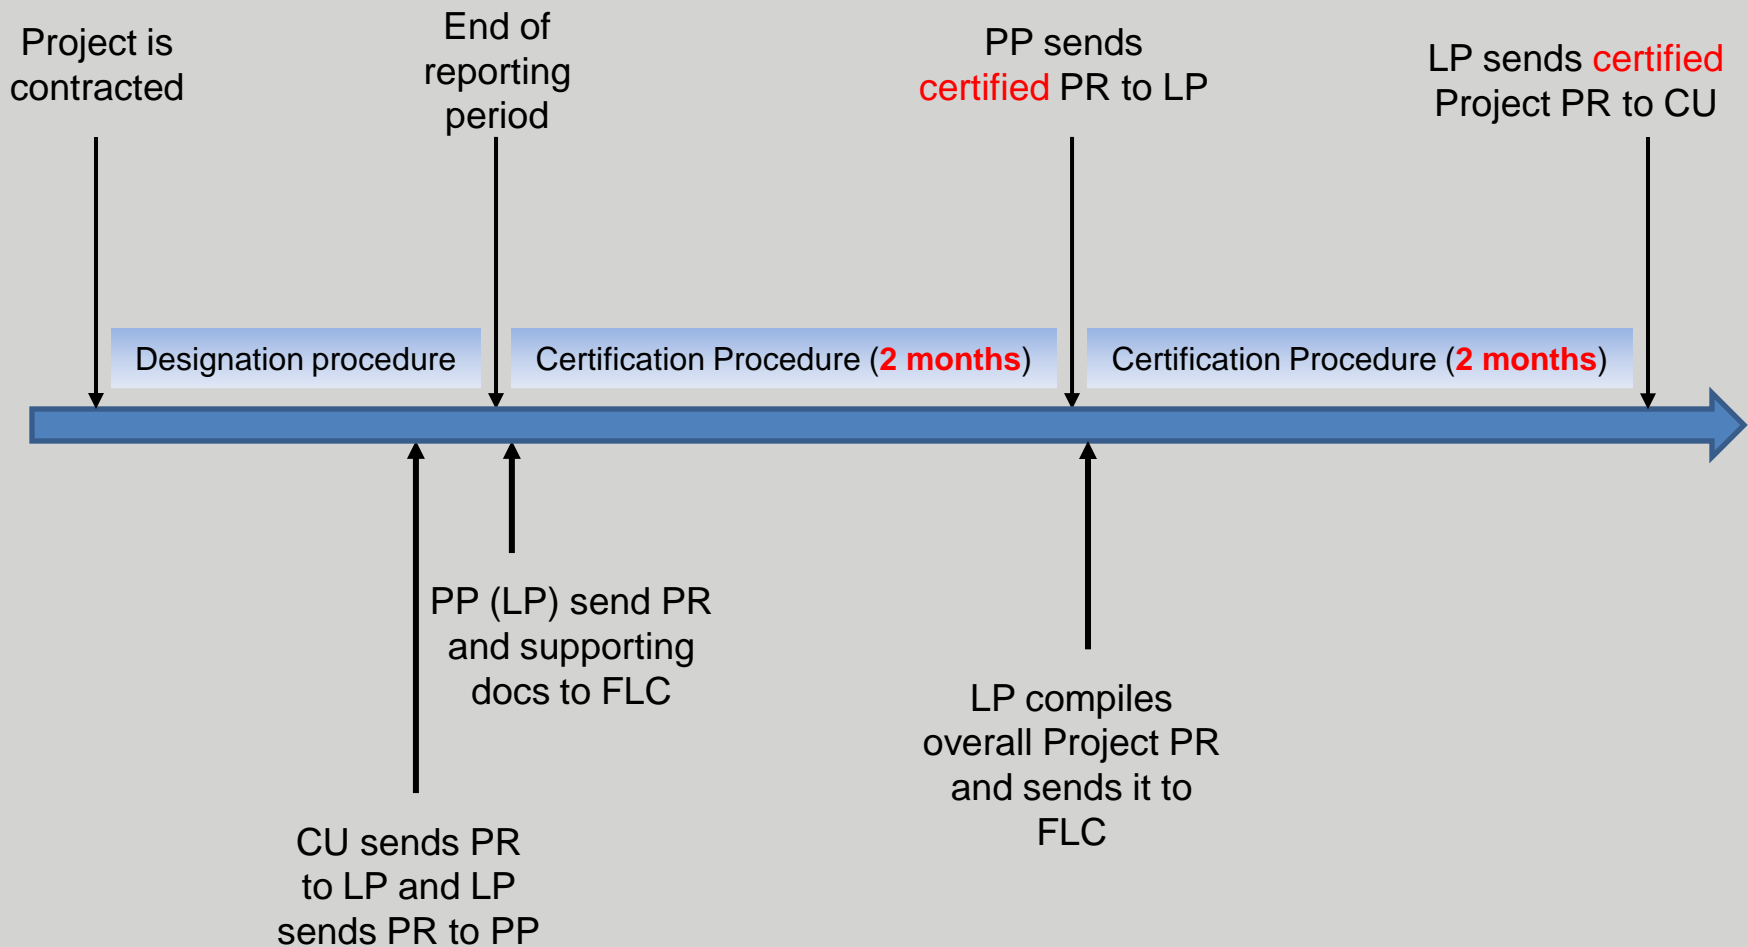 Project is
contracted
End of
reporting
period
PP sends
certified PR to LP
LP sends certified
Project PR to CU
Designation procedure
Certification Procedure (2 months)
Certification Procedure (2 months)
PP (LP) send PR
and supporting
docs to FLC
LP compiles
overall Project PR
and sends it to
FLC
CU sends PR
to LP and LP
sends PR to PP